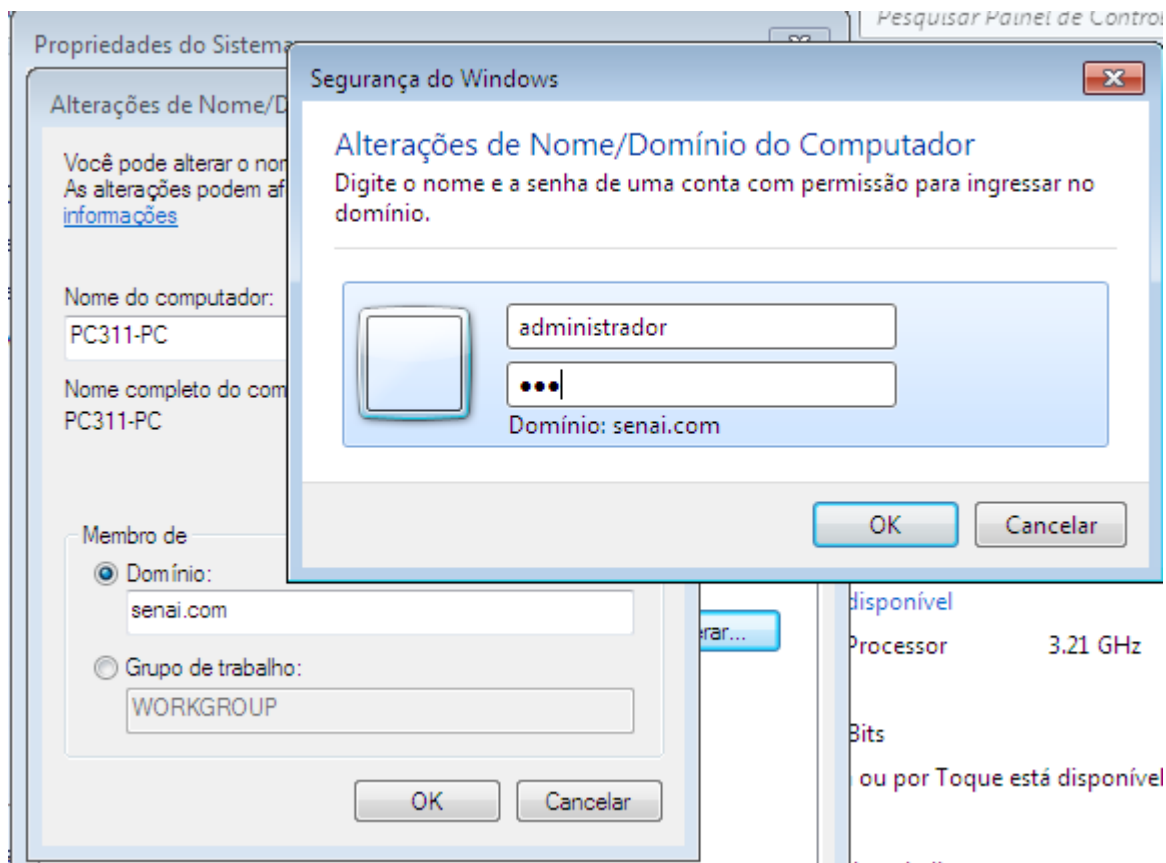 Pesquisar Painel de Control
Propriedades do Sistema
Segurança do Windows
Alterações de Nome/D
Alterações de Nome/Domínio do Computador
Digite o nome e a senha de uma conta com permissão para ingressar no
domínio.
Você pode alterar o nor
As alterações podem af
informações
Nome do computador:
PC311-PC
Nome completo do com
PC311-PC
administrador
•••
Domínio: senai.com
OK
Cancelar
Membro de
Domínio:
senai.com
Grupo de trabalho:
WORKGROUP
OK
Cancelar
erar...
disponível
Processor 3.21 GHz
Bits
ou por Toque está disponível